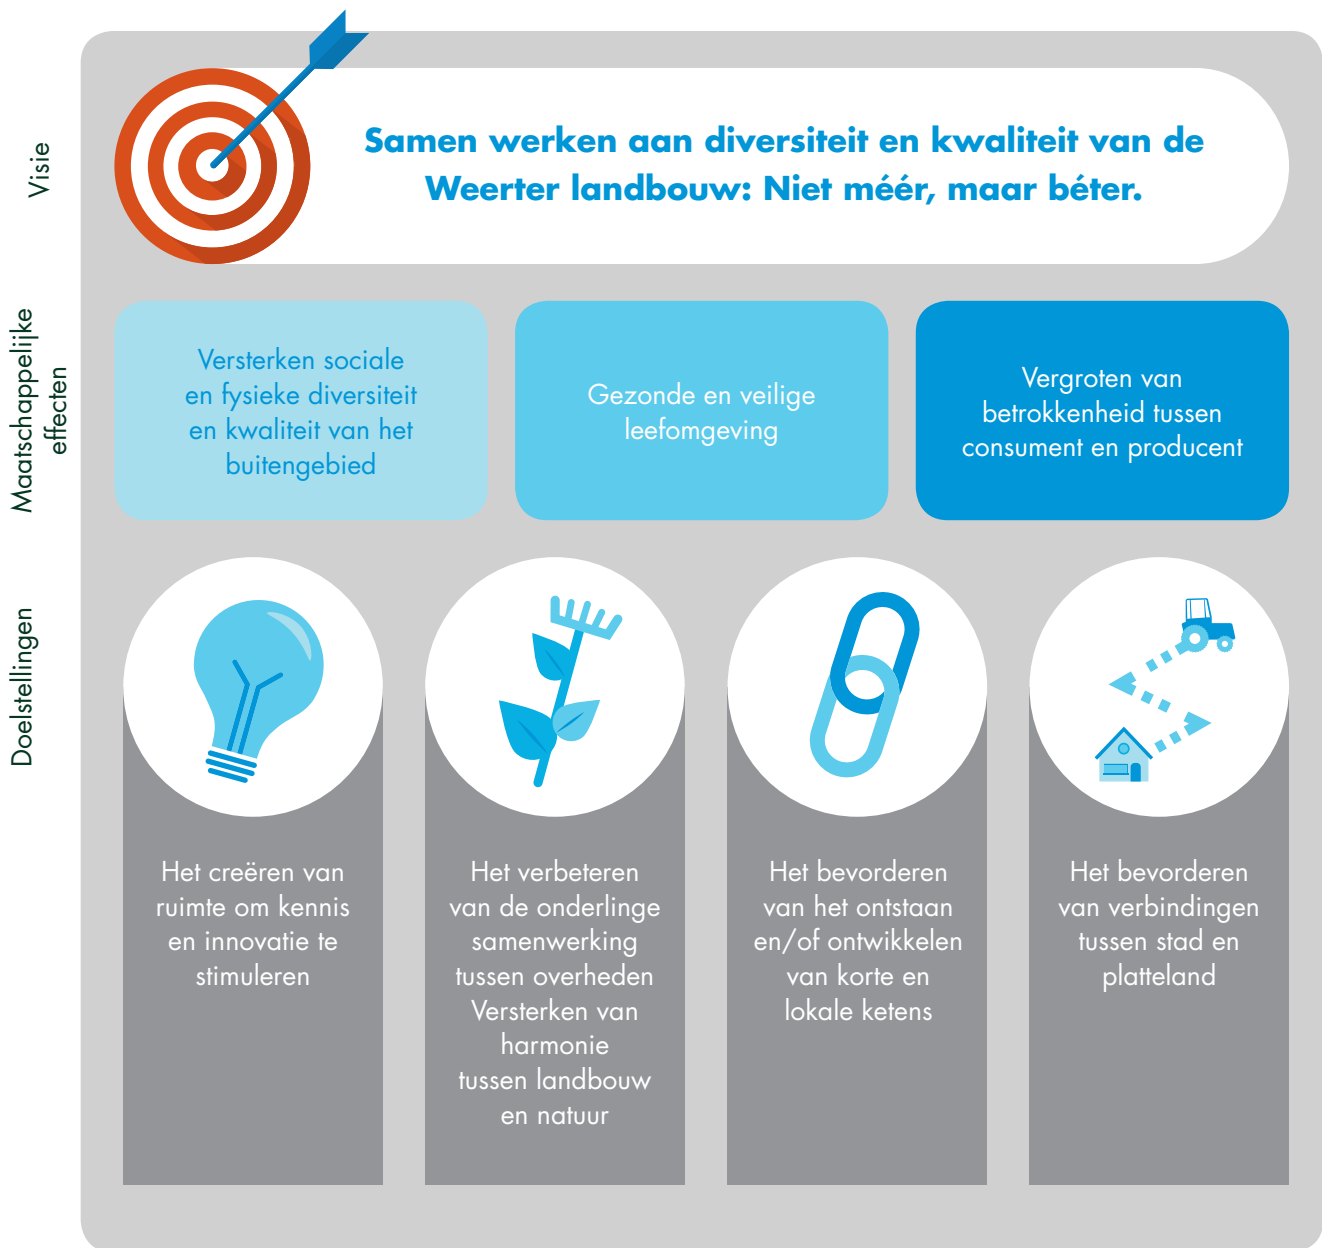 Visie
Samen werken aan diversiteit en kwaliteit van de
Weerter landbouw: Niet méér, maar béter.
Maatschappelijke
effecten
Versterken sociale
en fysieke diversiteit
en kwaliteit van het
buitengebied
Gezonde en veilige
leefomgeving
Vergroten van
betrokkenheid tussen
consument en producent
Doelstellingen
Het creëren van
ruimte om kennis
en innovatie te
stimuleren
Het verbeteren
van de onderlinge
samenwerking
tussen overheden
Versterken van
harmonie
tussen landbouw
en natuur
Het bevorderen
van het ontstaan
en/of ontwikkelen
van korte en
lokale ketens
Het bevorderen
van verbindingen
tussen stad en
platteland